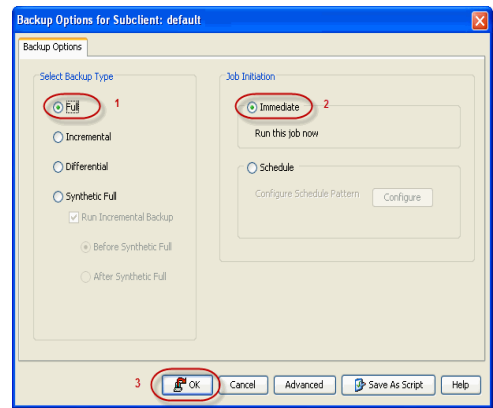 Backup Options for Subclient: default
Backup Options
Select Backup Type
Full
1
Incremental
Differential
Synthetic Full
Run Incremental Backup
Before Synthetic Full
After Synthetic Full
Job Initiation
Immediate
2
Run this job now
Schedule
Configure Schedule Pattern
Configure
3
OK
Cancel
Advanced
Save As Script
Help